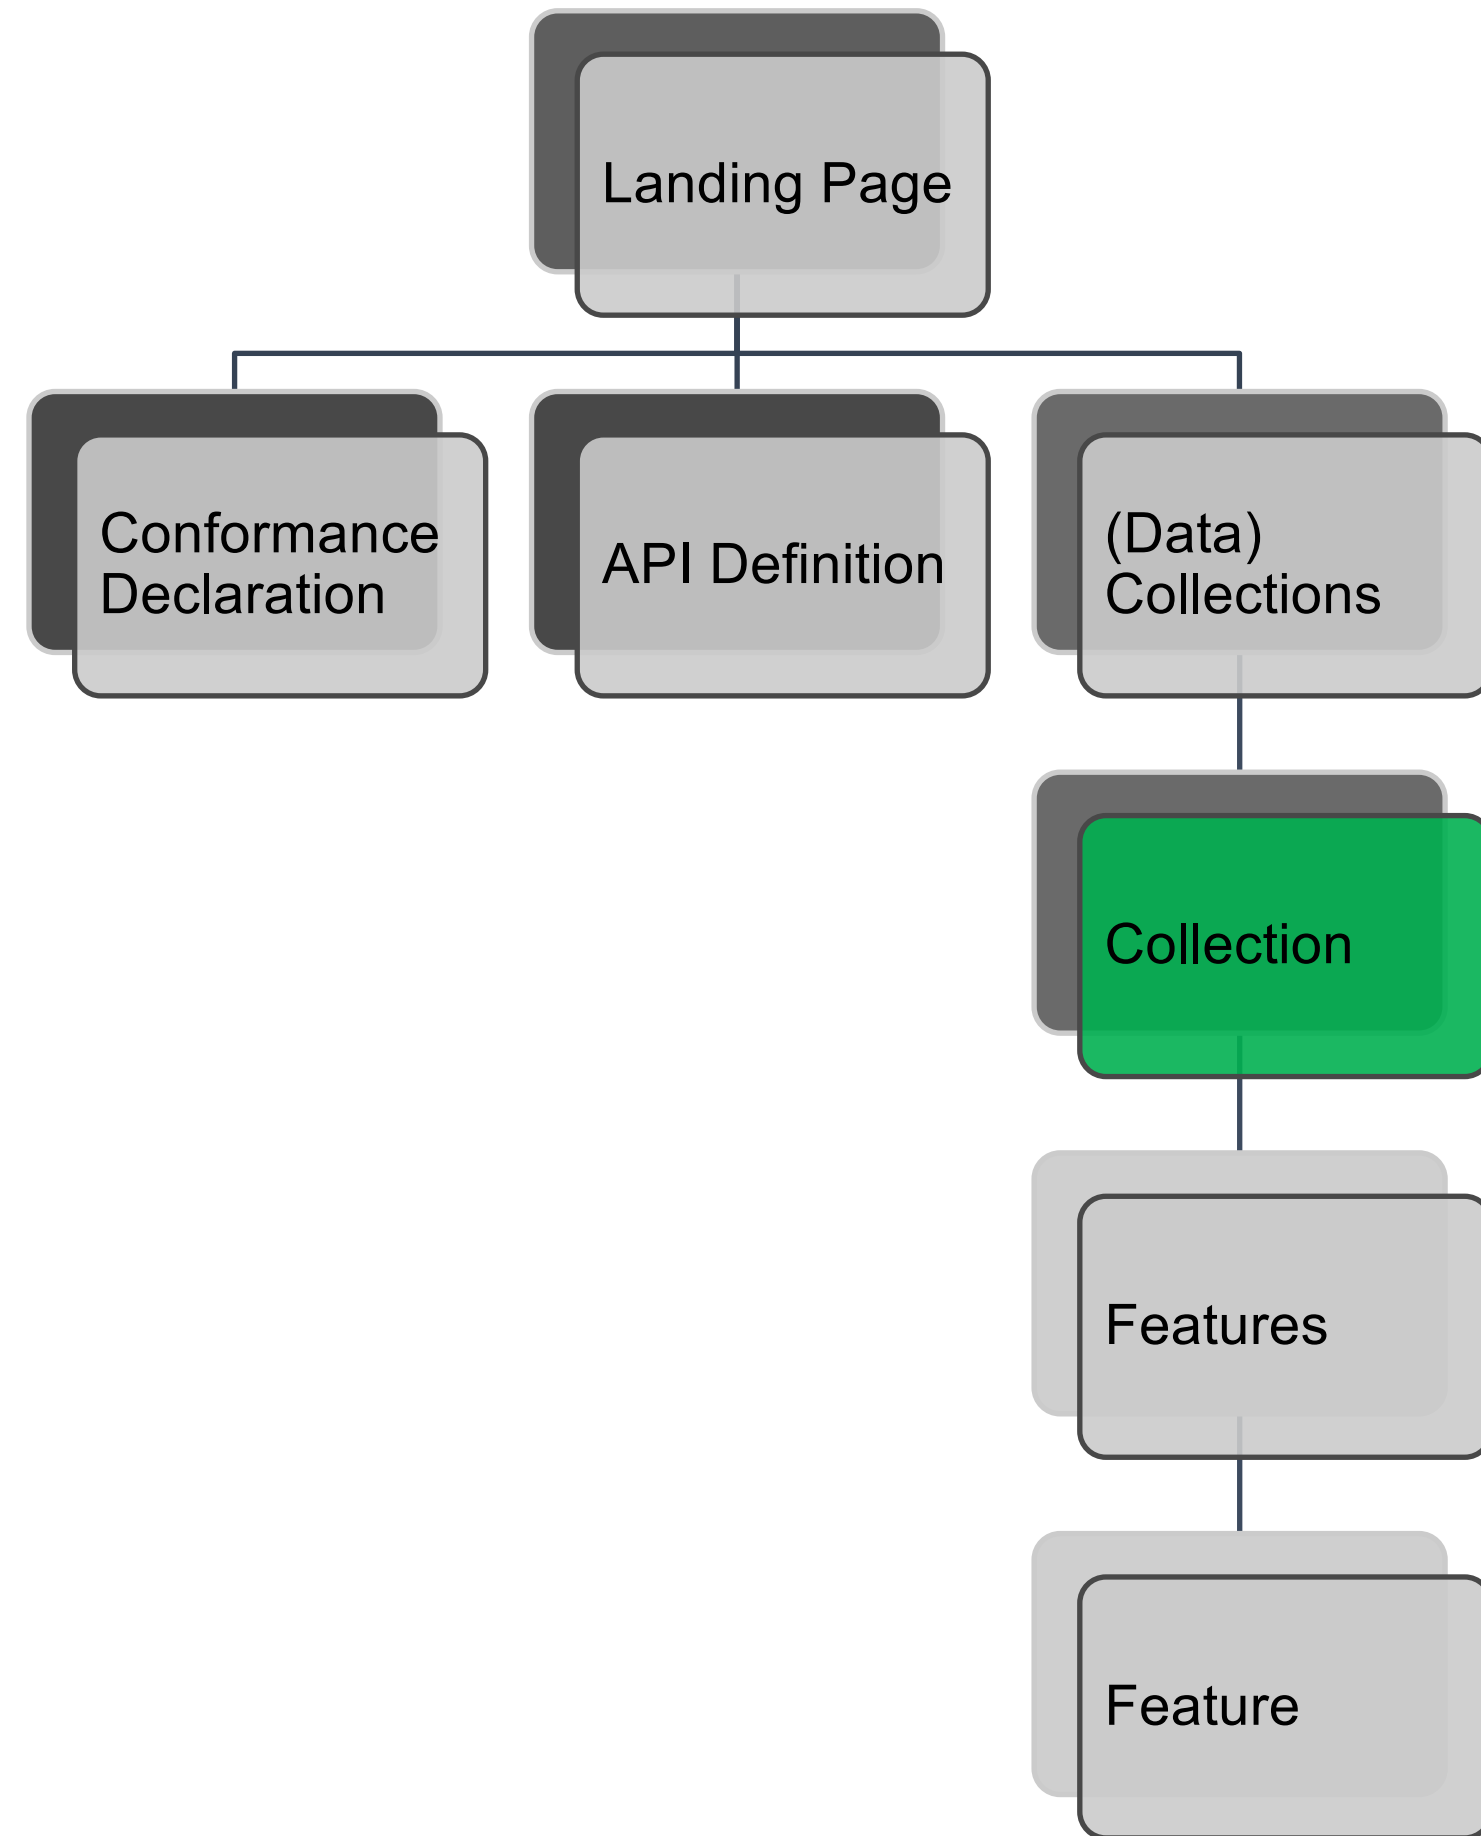 Landing Page
Conformance
Declaration
API Definition
(Data)
Collections
Collection
Features
Feature